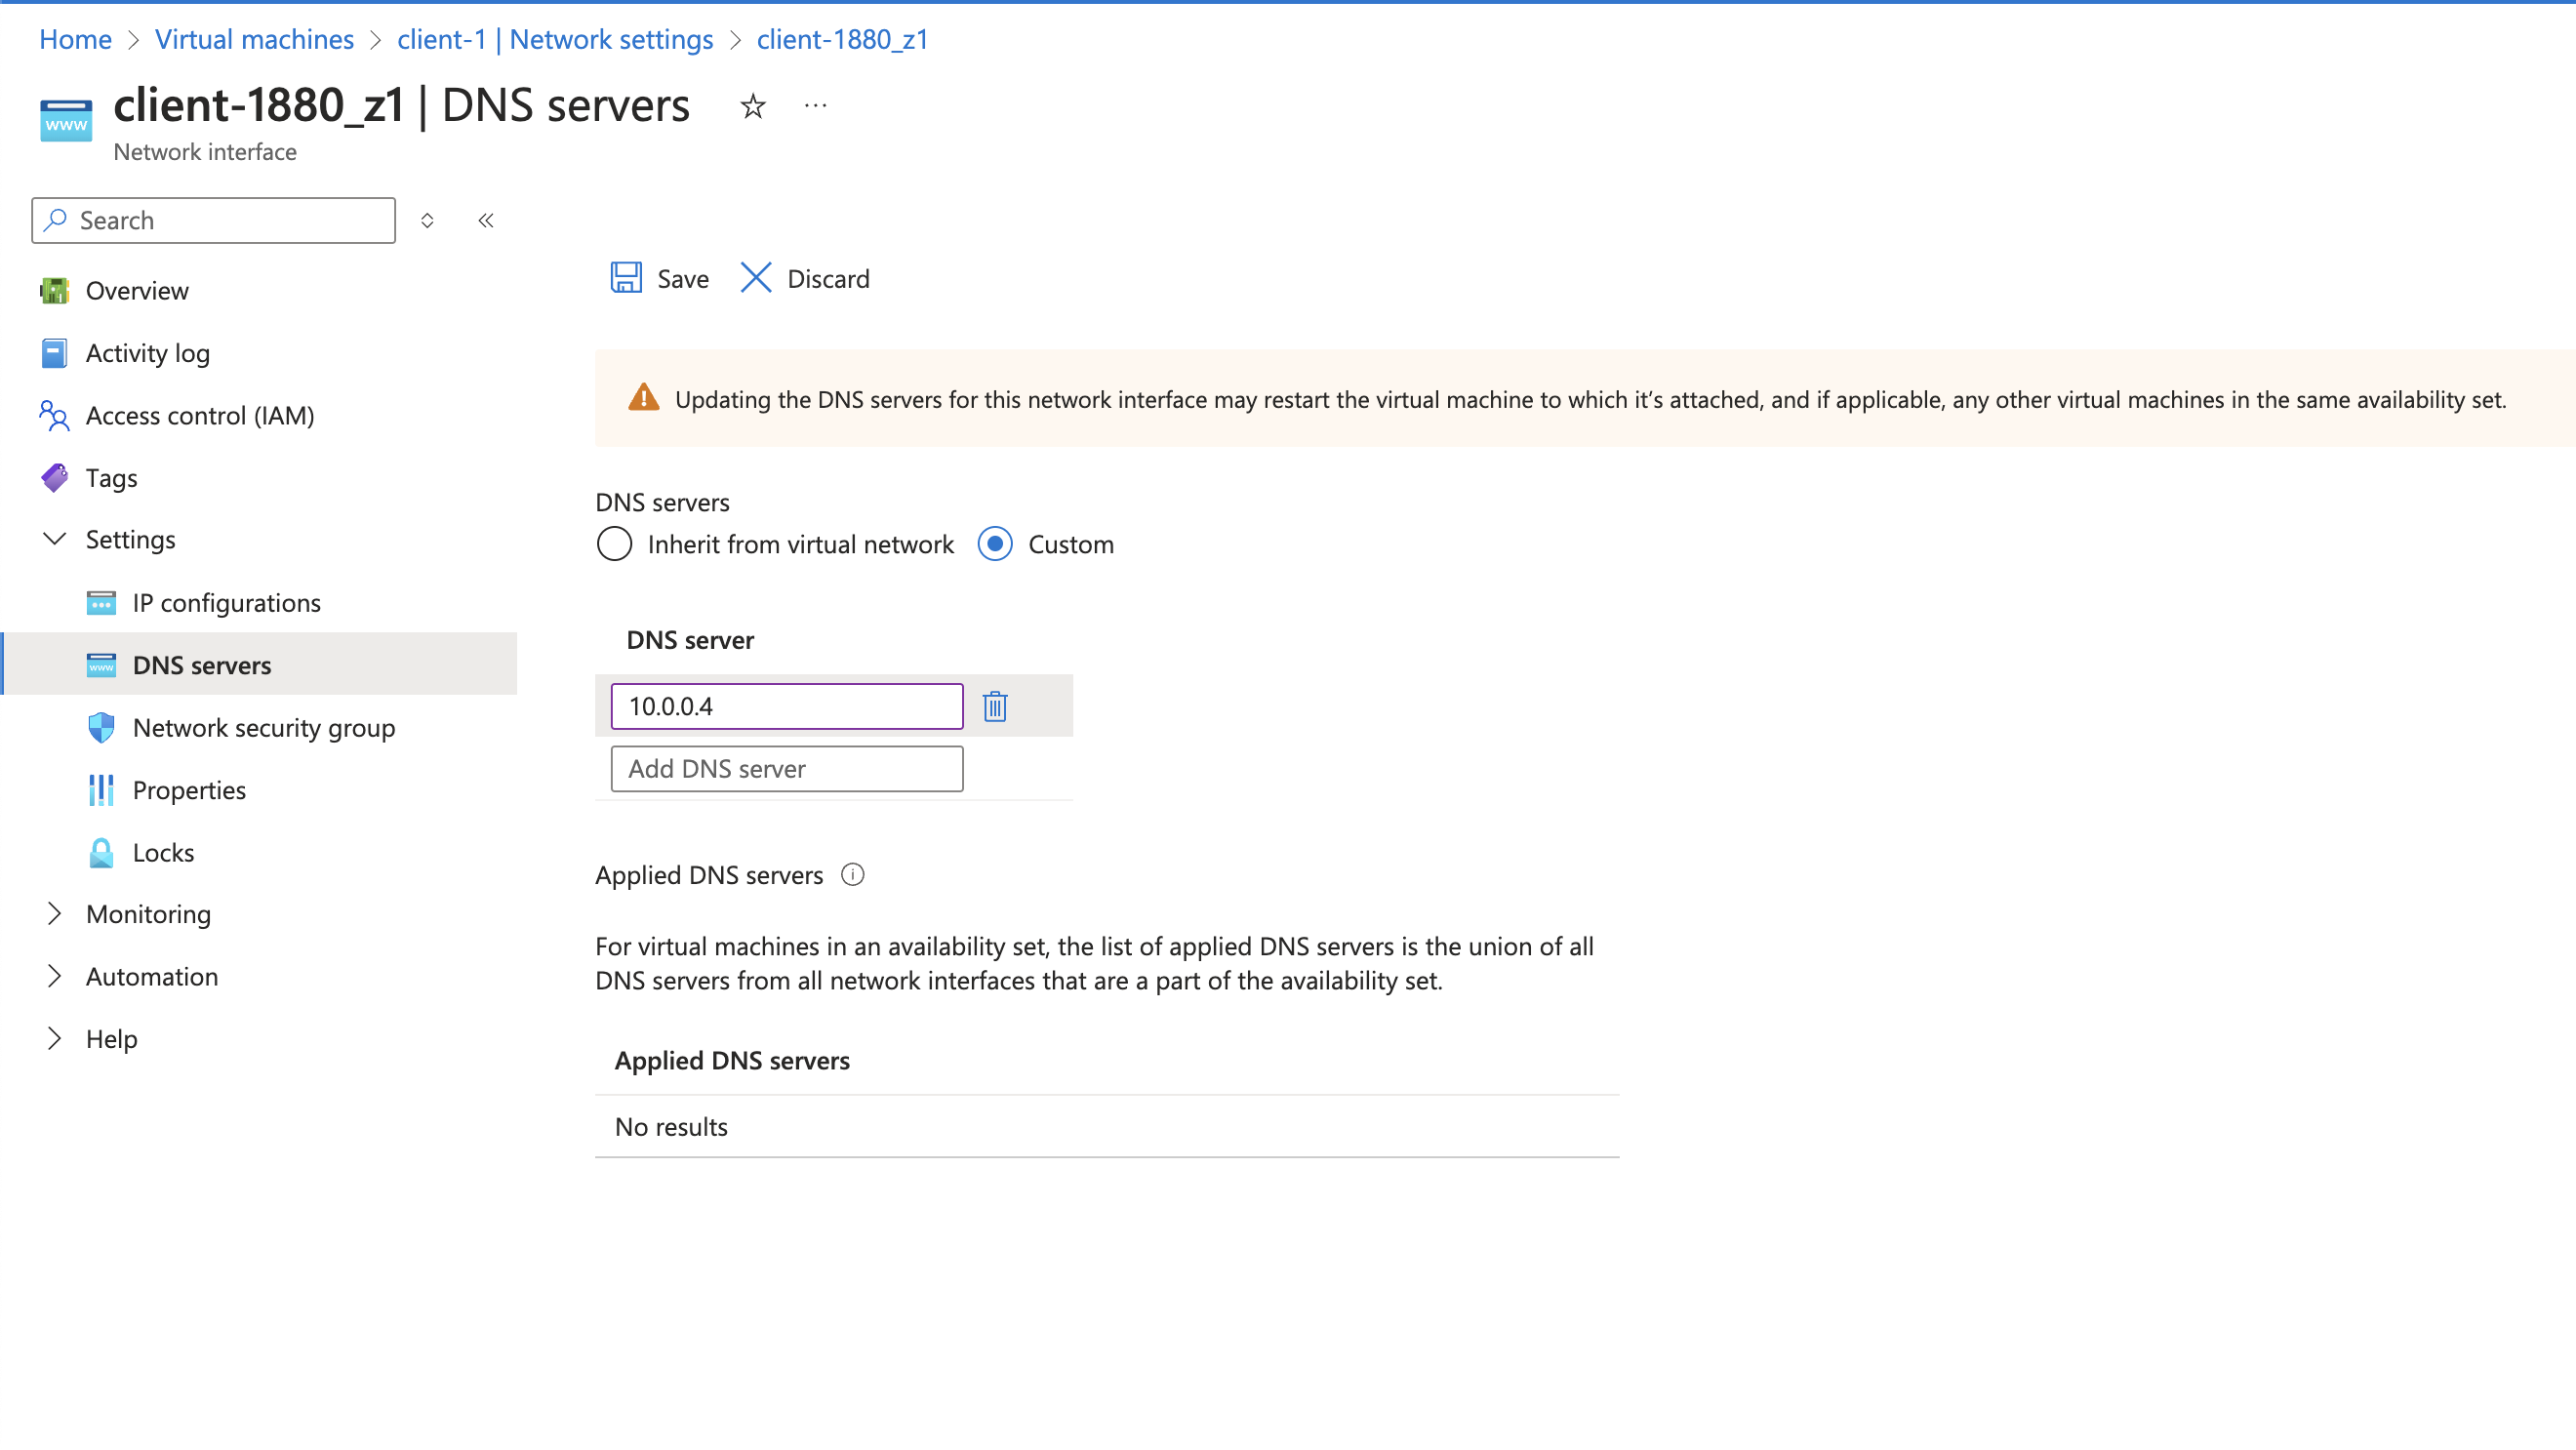 Home > Virtual machines > client-1 | Network settings > client-1880_z1
client-1880_z1 | DNS servers
Network interface
Search
Save
Discard
Overview
Activity log
Access control (IAM)
Tags
Settings
IP configurations
DNS servers
Network security group
Properties
Locks
Monitoring
Automation
Help
Updating the DNS servers for this network interface may restart the virtual machine to which it’s attached, and if applicable, any other virtual machines in the same availability set.
DNS servers
Inherit from virtual network
Custom
DNS server
10.0.0.4
Add DNS server
Applied DNS servers
For virtual machines in an availability set, the list of applied DNS servers is the union of all
DNS servers from all network interfaces that are a part of the availability set.
Applied DNS servers
No results